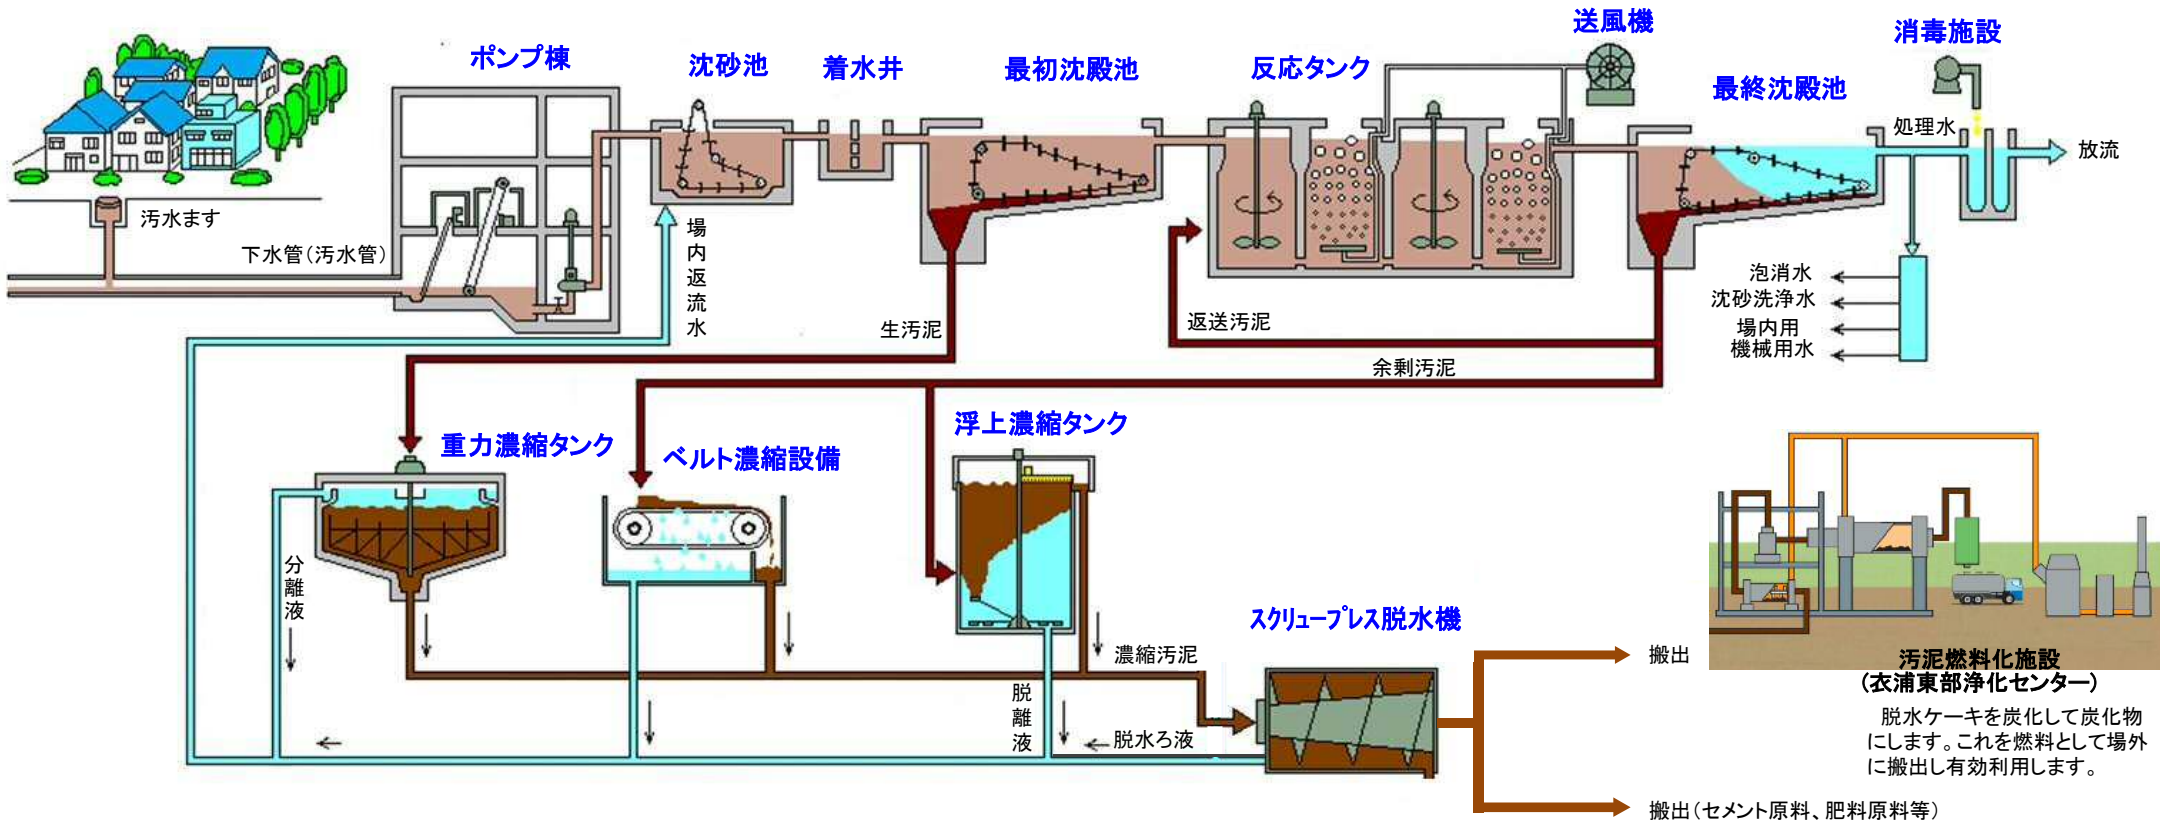 送風機
消毒施設
ポンプ棟
沈砂池
着水井
最初沈殿池
反応タンク
最終沈殿池
処理水
放流
汚水ます
下水管(汚水管)
場内返流水
生汚泥
返送汚泥
余剰汚泥
泡消水
沈砂洗浄水
場内用
機械用水
重力濃縮タンク
ベルト濃縮設備
浮上濃縮タンク
分離液
スクリュープレス脱水機
濃縮汚泥
脱離液
脱水ろ液
搬出
汚泥燃料化施設
(衣浦東部浄化センター)
脱水ケーキを炭化して炭化物
にします。これを燃料として場外
に搬出し有効利用します。
搬出(セメント原料、肥料原料等)